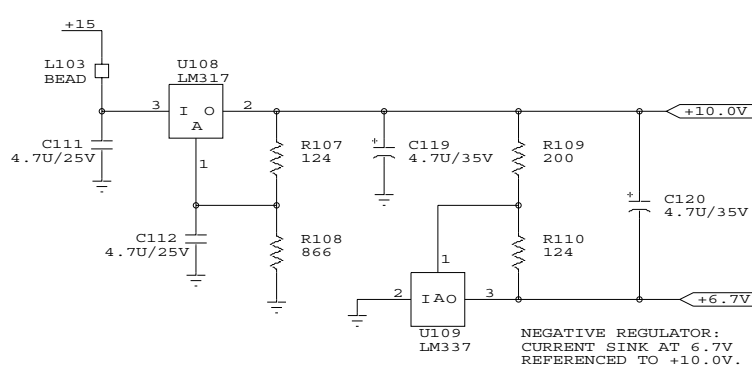 +15
L103
BEAD
U108
LM317
3
I O
2
A
1
+10.0V
C111
4.7U/25V
R107
124
C119
+
4.7U/35V
R109
200
C120
+
4.7U/35V
C112
4.7U/25V
R108
866
R110
124
1
2
I A O
3
+6.7V
U109
LM337
NEGATIVE REGULATOR:
CURRENT SINK AT 6.7V
REFERENCED TO +10.0V.